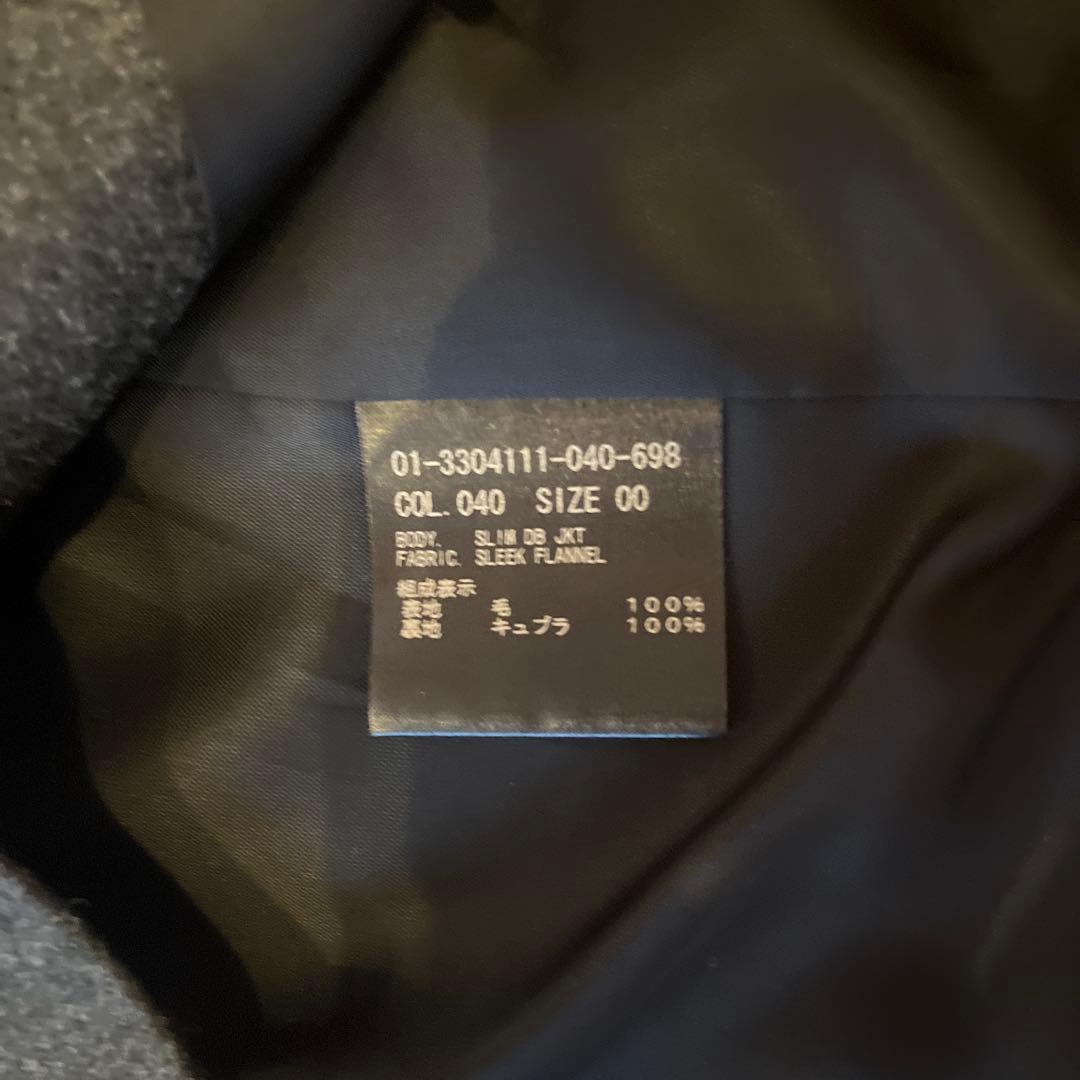 01-3304111-040-698
COL. 040 SIZE 00
BODY. SLIM DB JKT
FABRIC. SLEEK FLANNEL
組成表示
表地 毛 100%
裏地 キュプラ 100%